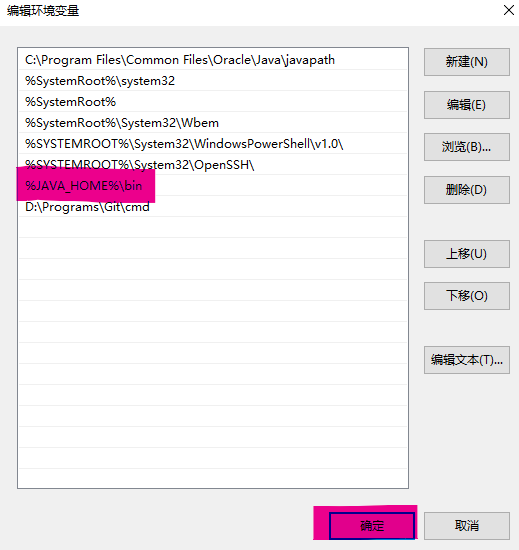 编辑环境变量
C:\Program Files\Common Files\Oracle\Java\javapath
%SystemRoot%\system32
%SystemRoot%
%SystemRoot%\System32\Wbem
%SYSTEMROOT%\System32\WindowsPowerShell\v1.0\
%SYSTEMROOT%\System32\OpenSSH\
%JAVA_HOME%\bin
D:\Programs\Git\cmd
新建(N)
编辑(E)
浏览(B)...
删除(D)
上移(U)
下移(O)
编辑文本(T)...
确定
取消